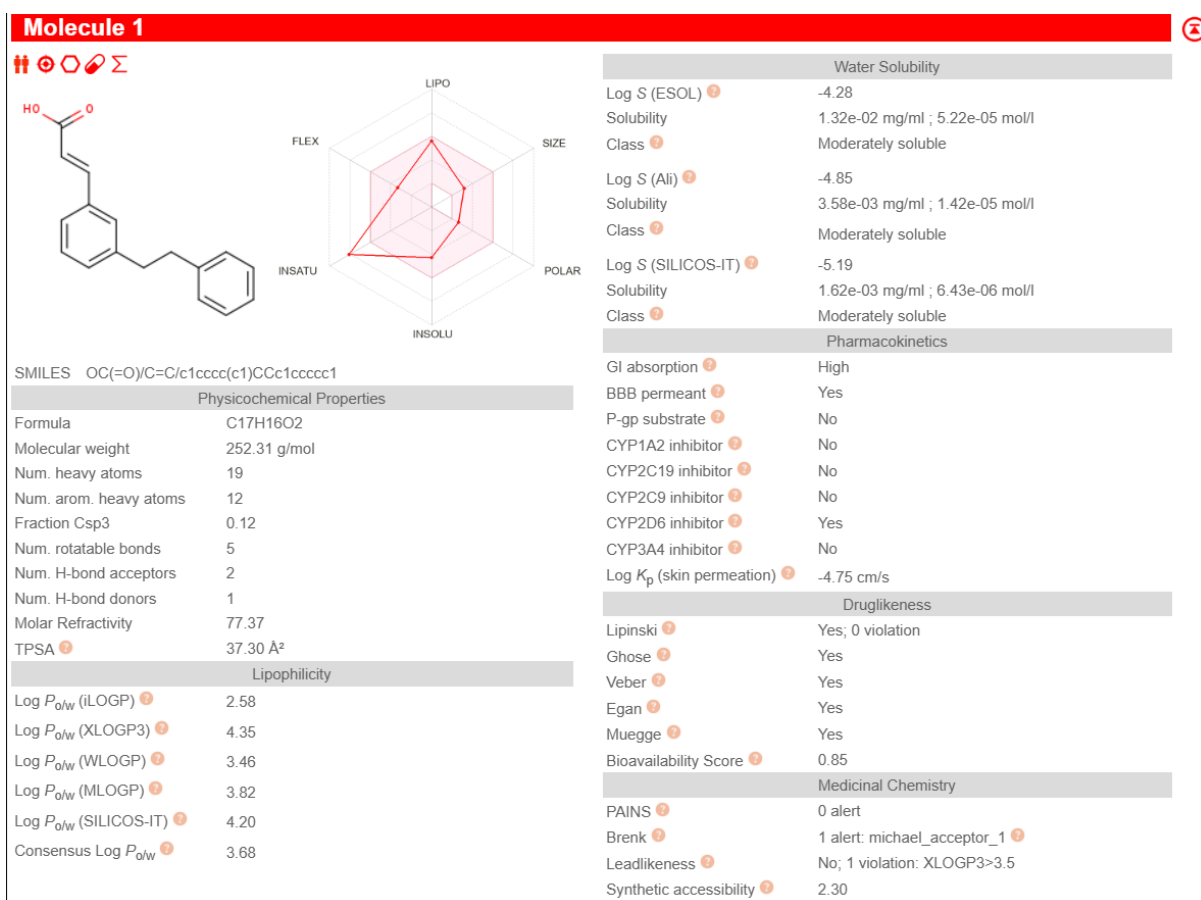 Molecule 1
HO
O
LIPO
FLEX
SIZE
INSATU
POLAR
INSOLU
SMILES OC(=O)/C=C/c1cccc(c1)CCc1ccccc1
Physicochemical Properties
Formula C17H16O2
Molecular weight 252.31 g/mol
Num. heavy atoms 19
Num. arom. heavy atoms 12
Fraction Csp3 0.12
Num. rotatable bonds 5
Num. H-bond acceptors 2
Num. H-bond donors 1
Molar Refractivity 77.37
TPSA ? 37.30 Å²
Lipophilicity
Log Po/w (iLOGP) ? 2.58
Log Po/w (XLOGP3) ? 4.35
Log Po/w (WLOGP) ? 3.46
Log Po/w (MLOGP) ? 3.82
Log Po/w (SILICOS-IT) ? 4.20
Consensus Log Po/w ? 3.68
Water Solubility
Log S (ESOL) ? -4.28
Solubility 1.32e-02 mg/ml ; 5.22e-05 mol/l
Class ? Moderately soluble
Log S (Ali) ? -4.85
Solubility 3.58e-03 mg/ml ; 1.42e-05 mol/l
Class ? Moderately soluble
Log S (SILICOS-IT) ? -5.19
Solubility 1.62e-03 mg/ml ; 6.43e-06 mol/l
Class ? Moderately soluble
Pharmacokinetics
GI absorption ? High
BBB permeant ? Yes
P-gp substrate ? No
CYP1A2 inhibitor ? No
CYP2C19 inhibitor ? No
CYP2C9 inhibitor ? No
CYP2D6 inhibitor ? Yes
CYP3A4 inhibitor ? No
Log Kp (skin permeation) ? -4.75 cm/s
Druglikeness
Lipinski ? Yes; 0 violation
Ghose ? Yes
Veber ? Yes
Egan ? Yes
Muegge ? Yes
Bioavailability Score ? 0.85
Medicinal Chemistry
PAINS ? 0 alert
Brenk ? 1 alert: michael_acceptor_1 ?
Leadlikeness ? No; 1 violation: XLOGP3>3.5
Synthetic accessibility ? 2.30